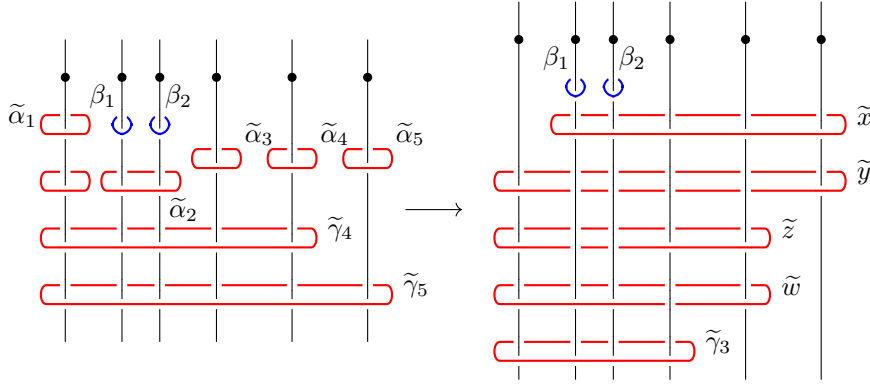 β₁ β₂
α̃₁
α̃₃ α̃₄ α̃₅
α̃₂
γ̃₄
γ̃₅
β₁ β₂
x̃
ỹ
z̃
w̃
γ̃₃